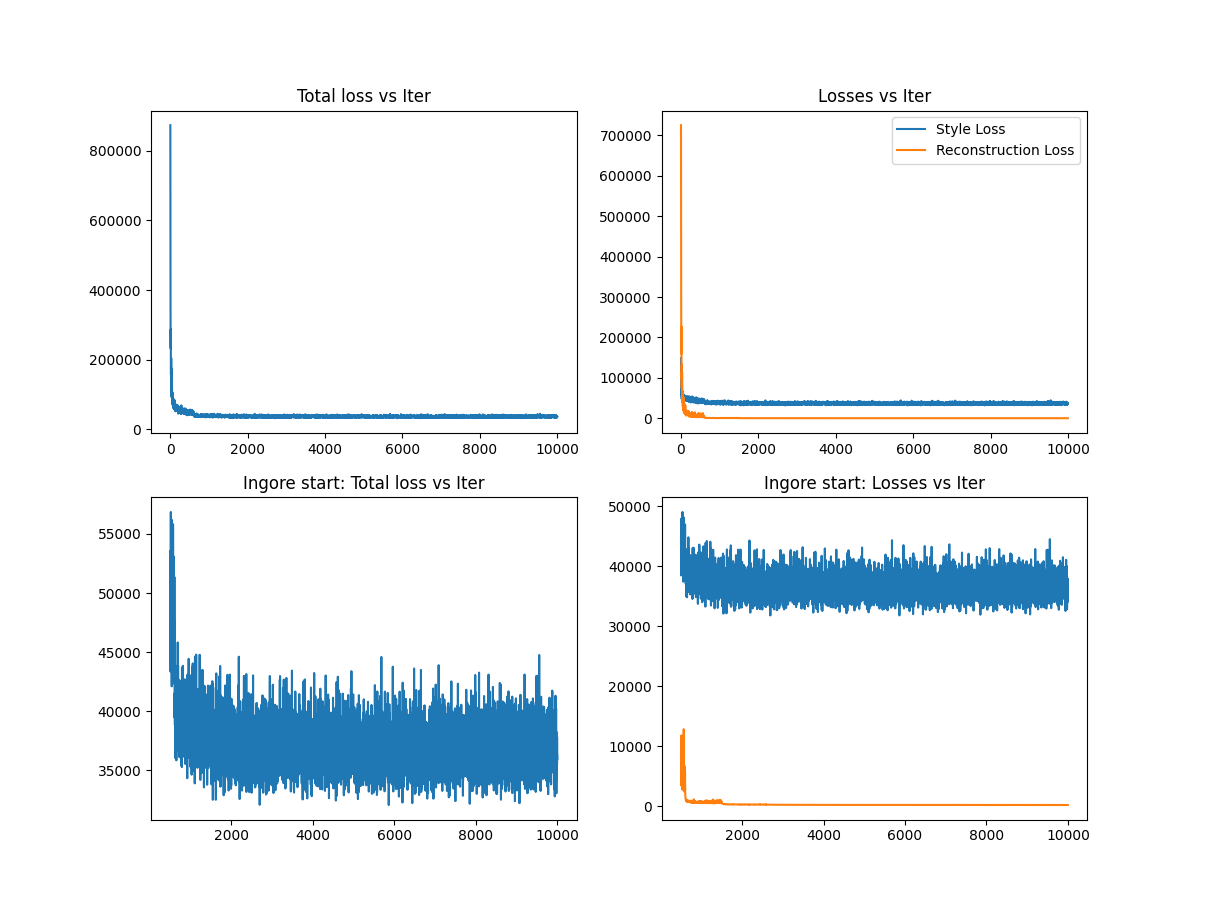 Total loss vs Iter
800000
600000
400000
200000
0
0 2000 4000 6000 8000 10000
Losses vs Iter
Style Loss
Reconstruction Loss
700000
600000
500000
400000
300000
200000
100000
0
0 2000 4000 6000 8000 10000
Ingore start: Total loss vs Iter
55000
50000
45000
40000
35000
2000 4000 6000 8000 10000
Ingore start: Losses vs Iter
50000
40000
30000
20000
10000
0
2000 4000 6000 8000 10000